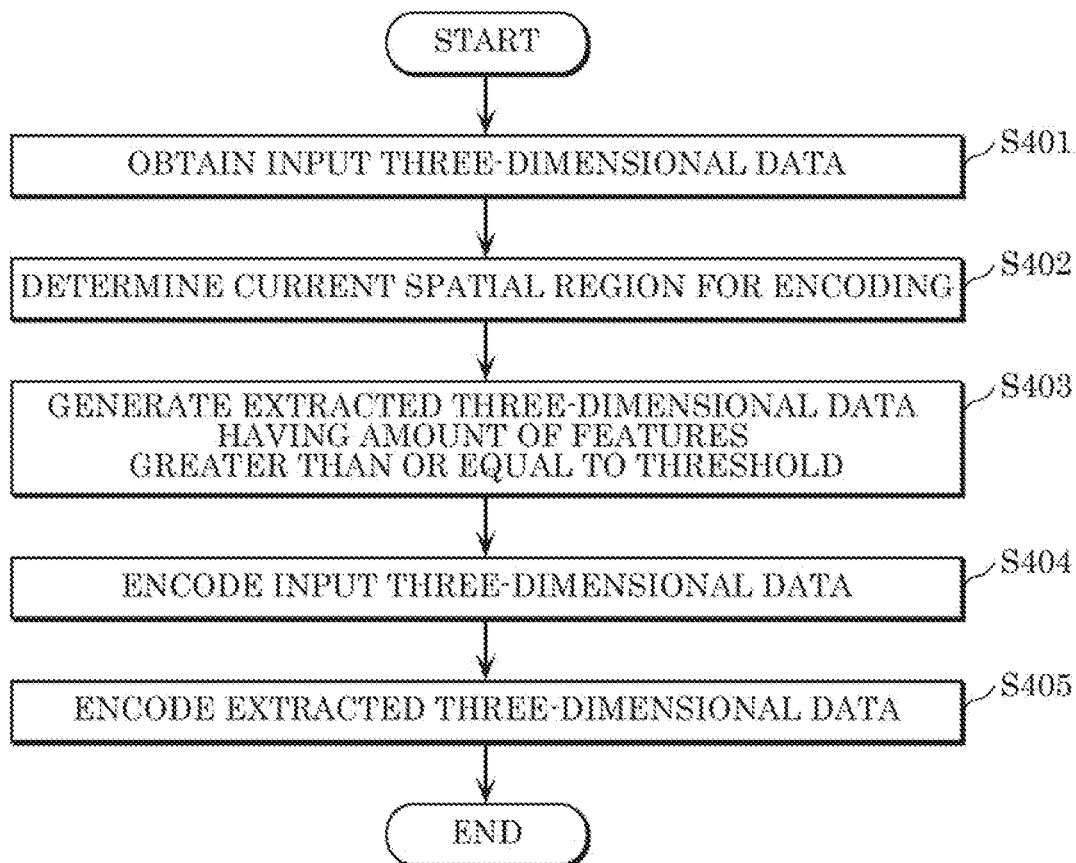 START
OBTAIN INPUT THREE-DIMENSIONAL DATA
S401
DETERMINE CURRENT SPATIAL REGION FOR ENCODING
S402
GENERATE EXTRACTED THREE-DIMENSIONAL DATA
HAVING AMOUNT OF FEATURES
GREATER THAN OR EQUAL TO THRESHOLD
S403
ENCODE INPUT THREE-DIMENSIONAL DATA
S404
ENCODE EXTRACTED THREE-DIMENSIONAL DATA
S405
END